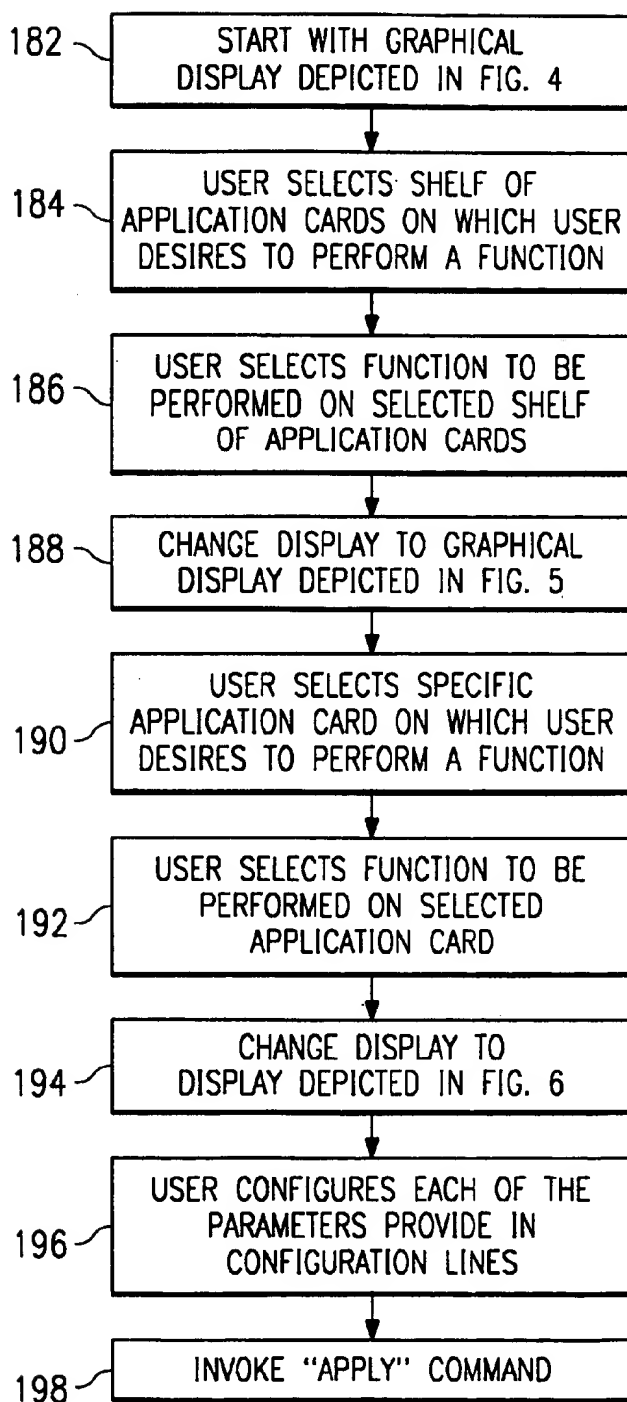 182
START WITH GRAPHICAL
DISPLAY DEPICTED IN FIG. 4
184
USER SELECTS SHELF OF
APPLICATION CARDS ON WHICH USER
DESIRES TO PERFORM A FUNCTION
186
USER SELECTS FUNCTION TO BE
PERFORMED ON SELECTED SHELF
OF APPLICATION CARDS
188
CHANGE DISPLAY TO GRAPHICAL
DISPLAY DEPICTED IN FIG. 5
190
USER SELECTS SPECIFIC
APPLICATION CARD ON WHICH USER
DESIRES TO PERFORM A FUNCTION
192
USER SELECTS FUNCTION TO BE
PERFORMED ON SELECTED
APPLICATION CARD
194
CHANGE DISPLAY TO
DISPLAY DEPICTED IN FIG. 6
196
USER CONFIGURES EACH OF THE
PARAMETERS PROVIDE IN
CONFIGURATION LINES
198
INVOKE "APPLY" COMMAND